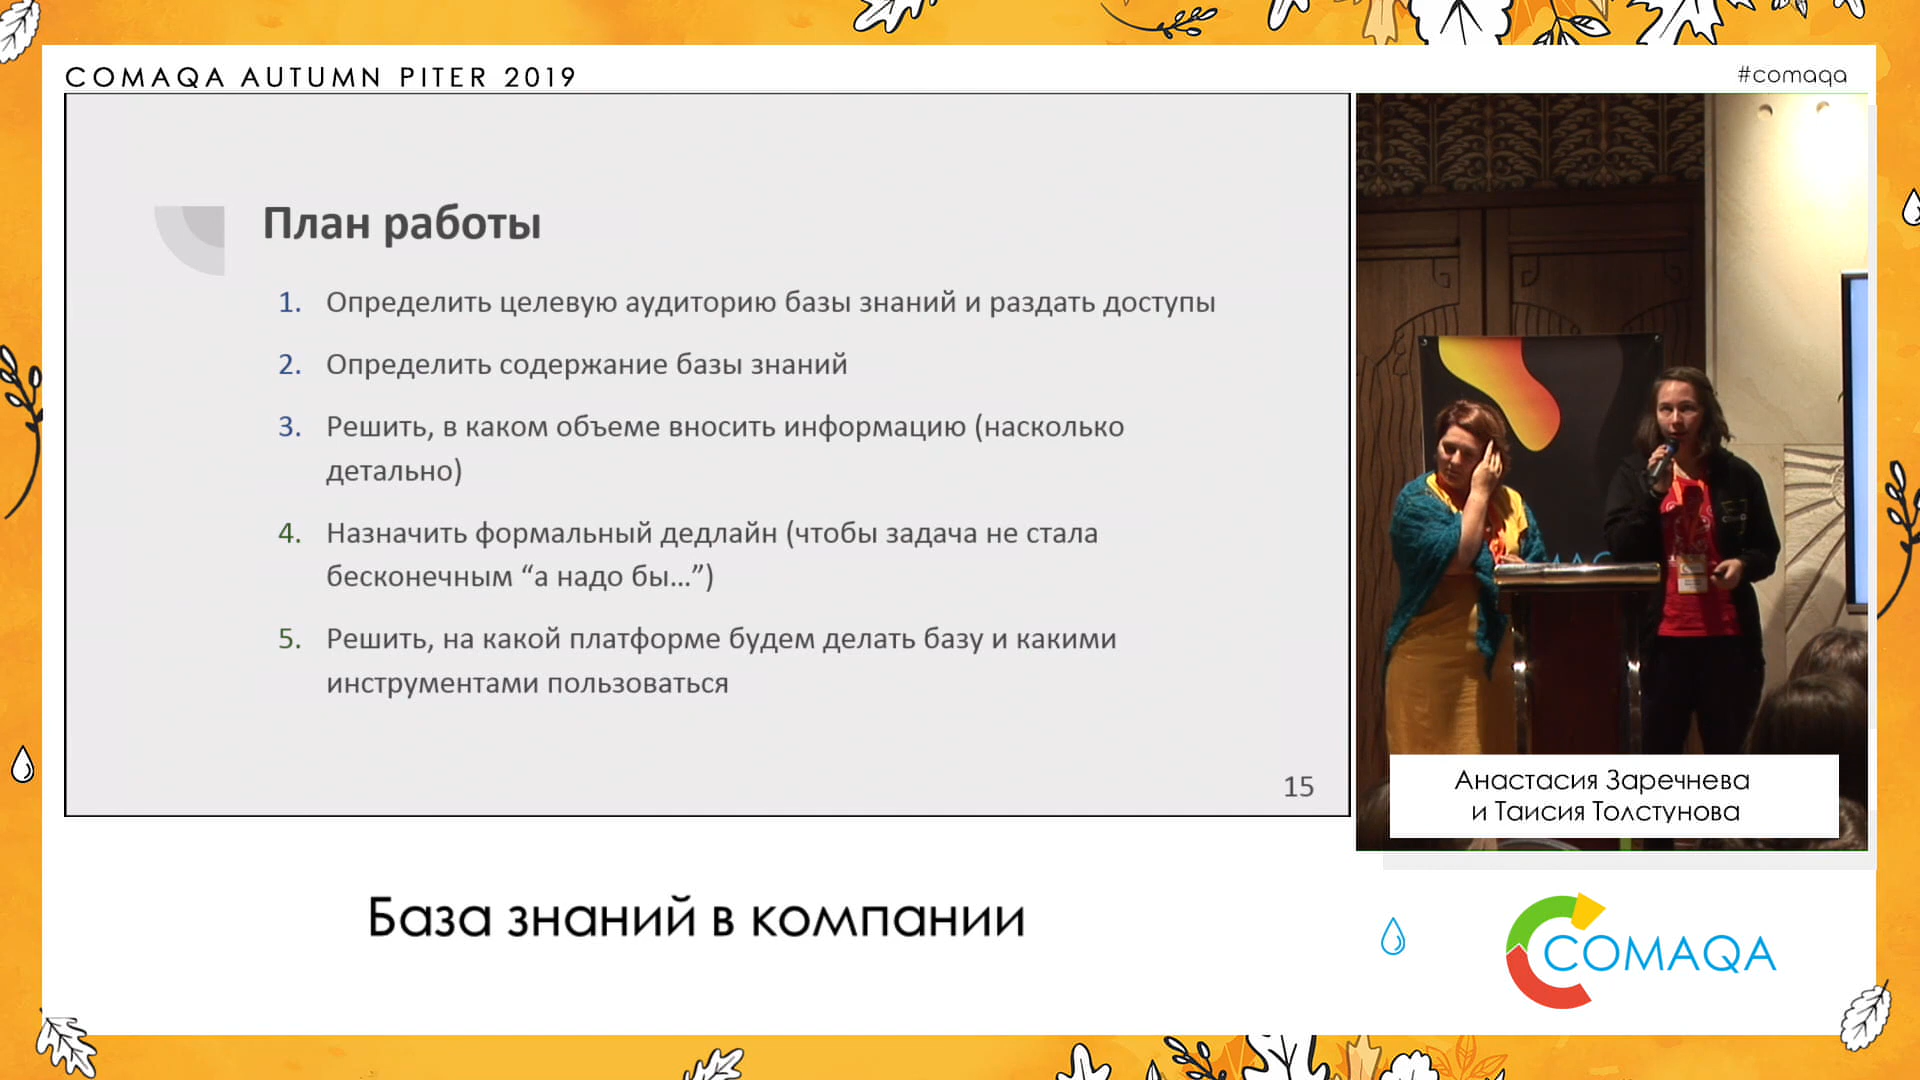 COMAQA AUTUMN PITER 2019
#comaqa
План работы
1. Определить целевую аудиторию базы знаний и раздать доступы
2. Определить содержание базы знаний
3. Решить, в каком объеме вносить информацию (насколько
детально)
4. Назначить формальный дедлайн (чтобы задача не стала
бесконечным “а надо бы...”)
5. Решить, на какой платформе будем делать базу и какими
инструментами пользоваться
15
Анастасия Заречнева
и Таисия Толстунова
База знаний в компании
COMAQA